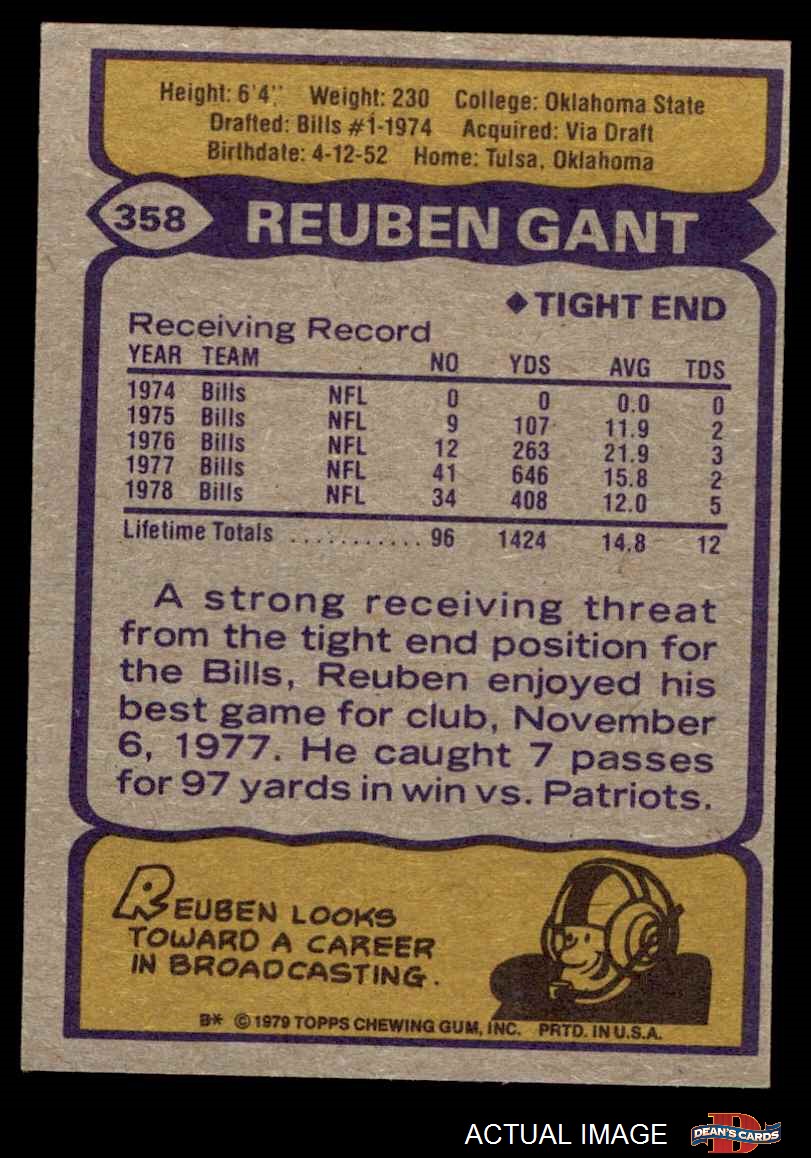 Height: 6'4" Weight: 230 College: Oklahoma State
Drafted: Bills #1-1974 Acquired: Via Draft
Birthdate: 4-12-52 Home: Tulsa, Oklahoma
358 REUBEN GANT
◆ TIGHT END
Receiving Record
YEAR TEAM NO YDS AVG TDS
1974 Bills NFL 0 0 0.0 0
1975 Bills NFL 9 107 11.9 2
1976 Bills NFL 12 263 21.9 3
1977 Bills NFL 41 646 15.8 2
1978 Bills NFL 34 408 12.0 5
Lifetime Totals ........... 96 1424 14.8 12
A strong receiving threat
from the tight end position for
the Bills, Reuben enjoyed his
best game for club, November
6, 1977. He caught 7 passes
for 97 yards in win vs. Patriots.
REUBEN LOOKS
TOWARD A CAREER
IN BROADCASTING.
B* © 1979 TOPPS CHEWING GUM, INC. PRTD. IN U.S.A.
ACTUAL IMAGE
D
DEAN'S CARDS